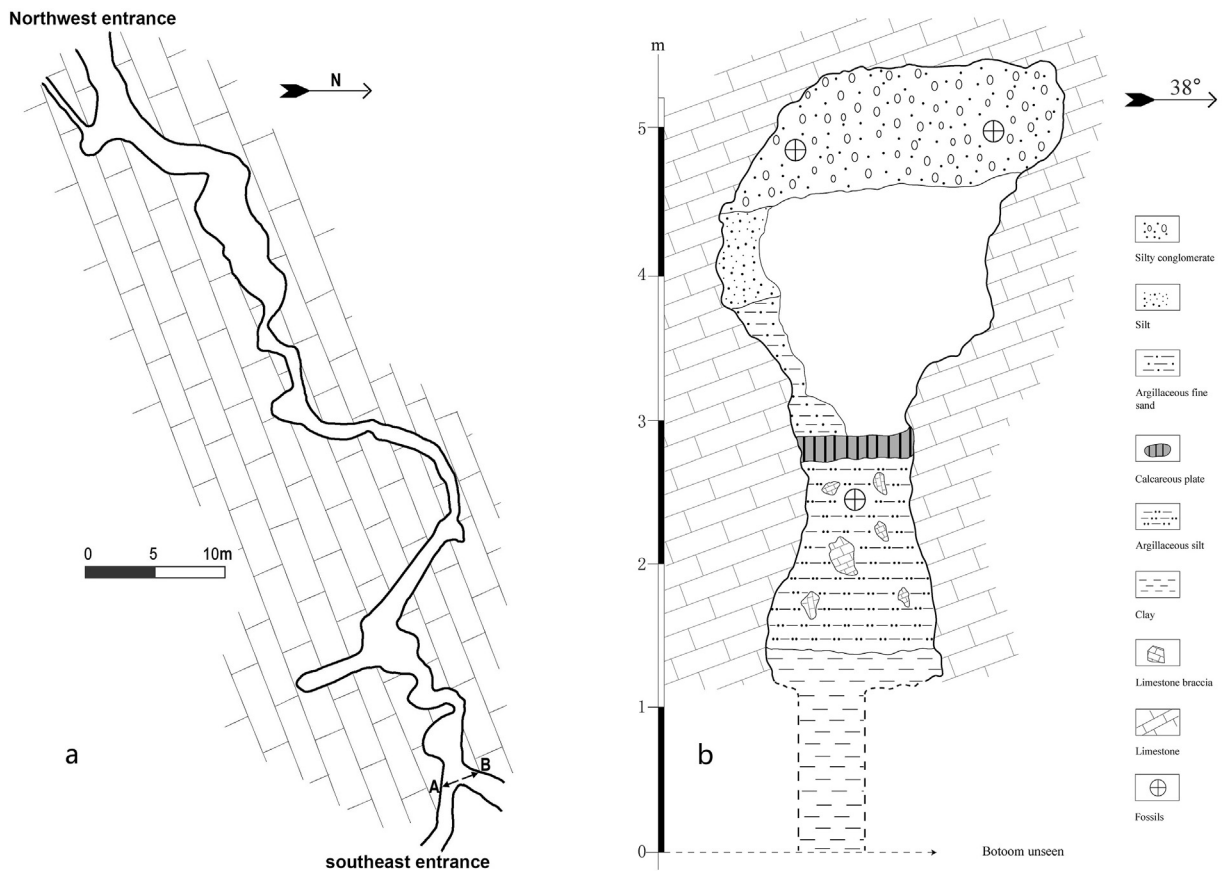 Northwest entrance
N
0 5 10m
a
A
B
southeast entrance
m
5
4
3
2
1
0
b
Botoom unseen
38°
Silty conglomerate
Silt
Argillaceous fine
sand
Calcareous plate
Argillaceous silt
Clay
Limestone braccia
Limestone
Fossils